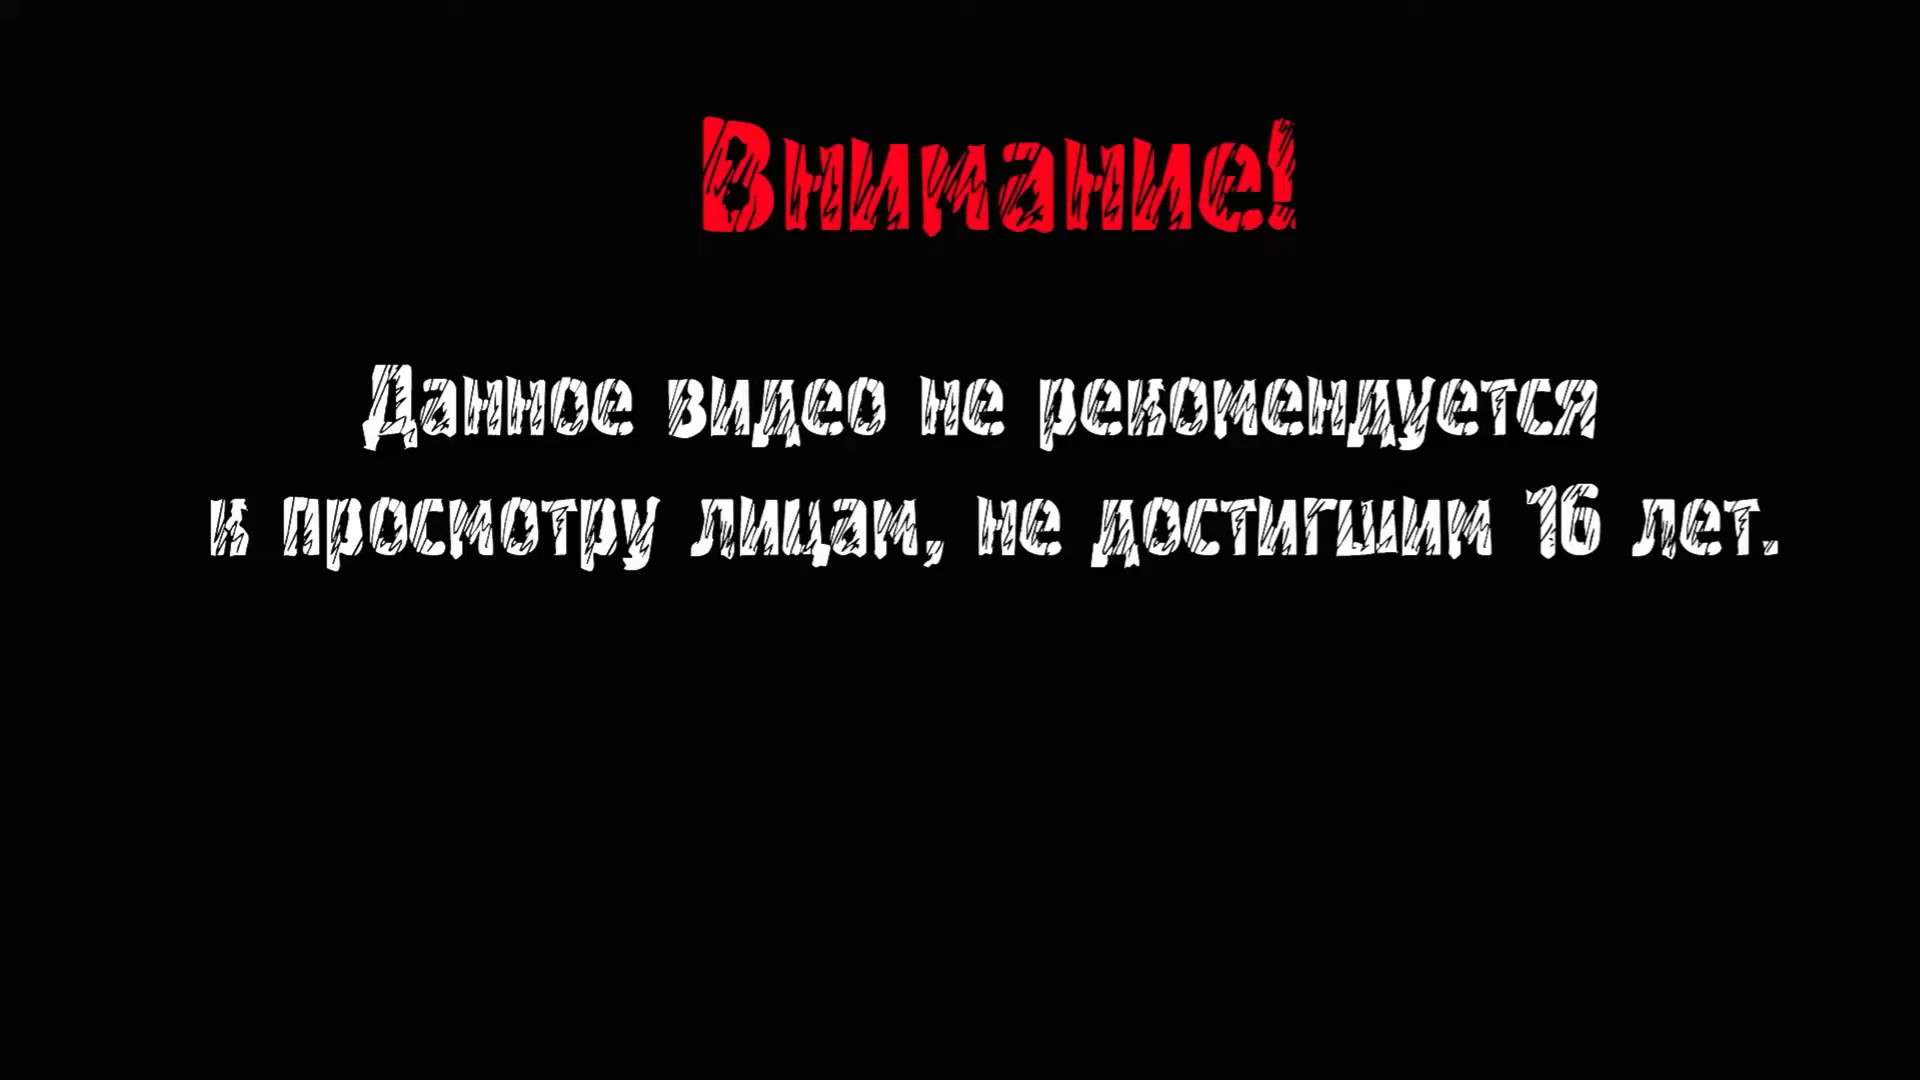 Внимание!
Данное видео не рекомендуется
к просмотру лицам, не достигшим 16 лет.